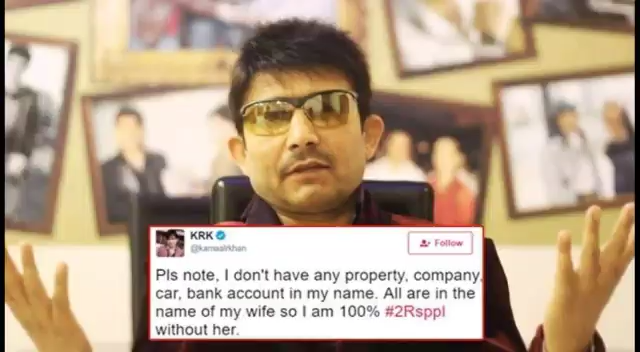 KRK
@kamaalrkhan
Follow
Pls note, I don't have any property, company,
car, bank account in my name. All are in the
name of my wife so I am 100% #2Rsppl
without her.